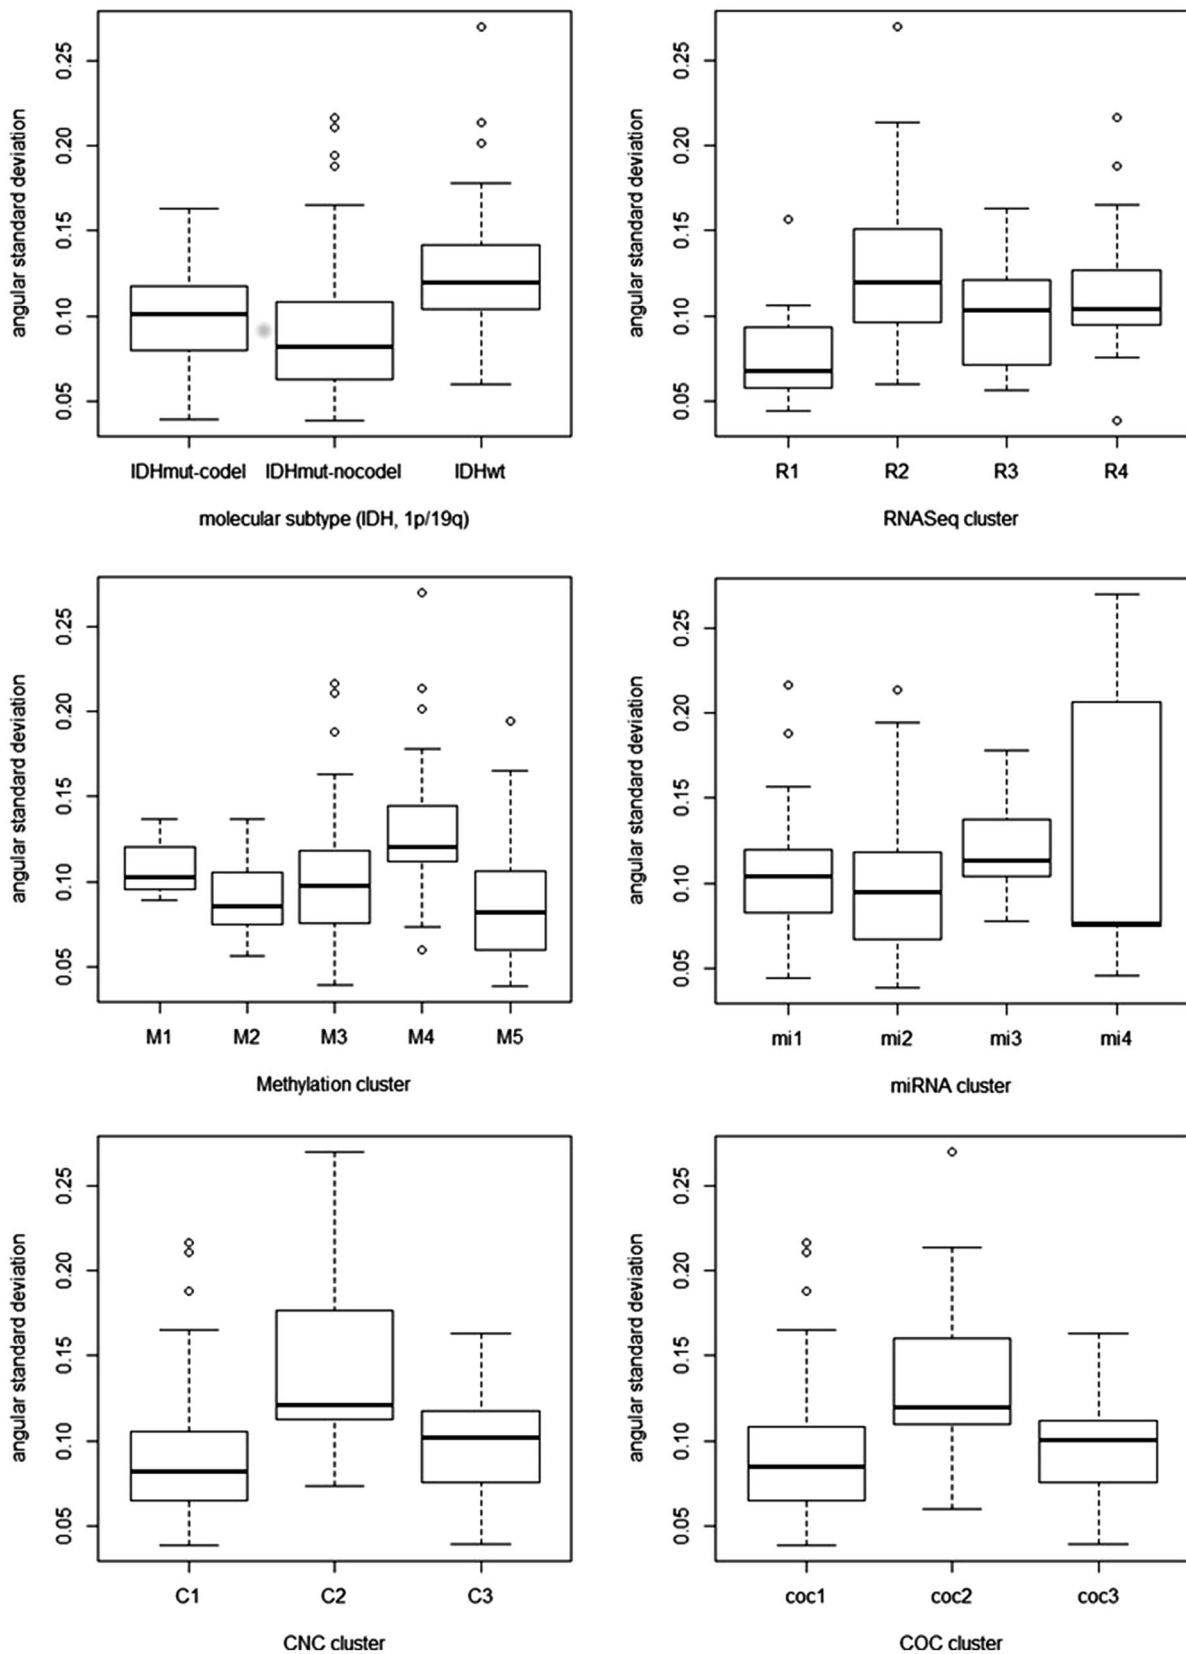 angular standard deviation
0.05 0.10 0.15 0.20 0.25
IDHmut-codel IDHmut-nocodel IDHwt
molecular subtype (IDH, 1p/19q)
angular standard deviation
0.05 0.10 0.15 0.20 0.25
R1 R2 R3 R4
RNASeq cluster
angular standard deviation
0.05 0.10 0.15 0.20 0.25
M1 M2 M3 M4 M5
Methylation cluster
angular standard deviation
0.05 0.10 0.15 0.20 0.25
mi1 mi2 mi3 mi4
miRNA cluster
angular standard deviation
0.05 0.10 0.15 0.20 0.25
C1 C2 C3
CNC cluster
angular standard deviation
0.05 0.10 0.15 0.20 0.25
coc1 coc2 coc3
COC cluster